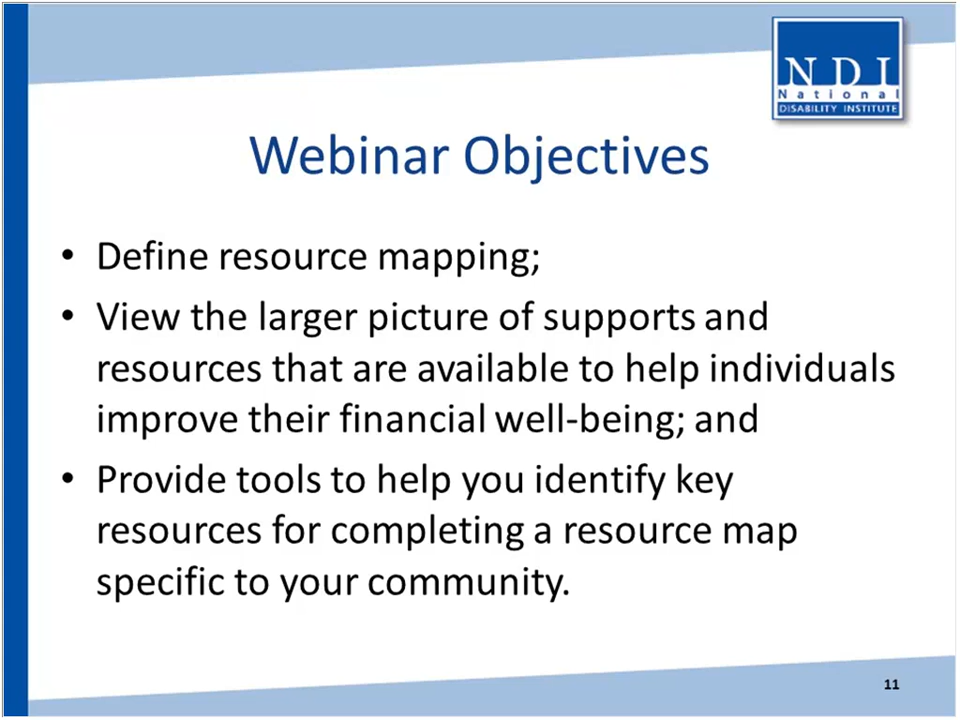 NDI
National
DISABILITY INSTITUTE
Webinar Objectives
• Define resource mapping;
• View the larger picture of supports and
resources that are available to help individuals
improve their financial well-being; and
• Provide tools to help you identify key
resources for completing a resource map
specific to your community.
11